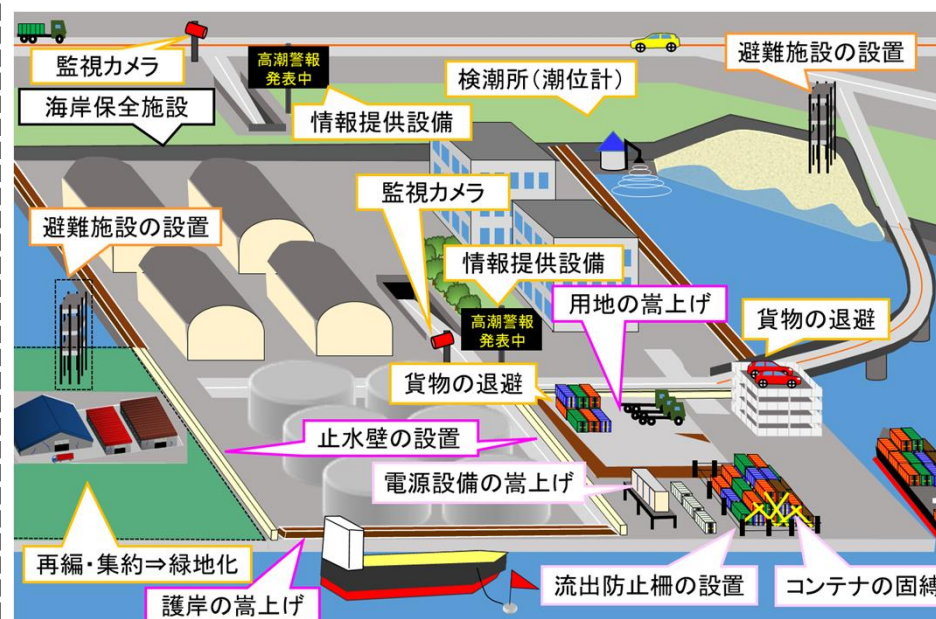 監視カメラ
高潮警報
発表中
避難施設の設置
検潮所(潮位計)
海岸保全施設
情報提供設備
監視カメラ
避難施設の設置
情報提供設備
高潮警報
発表中
用地の嵩上げ
貨物の退避
貨物の退避
止水壁の設置
電源設備の嵩上げ
再編・集約⇒緑地化
護岸の嵩上げ
流出防止柵の設置
コンテナの固縛